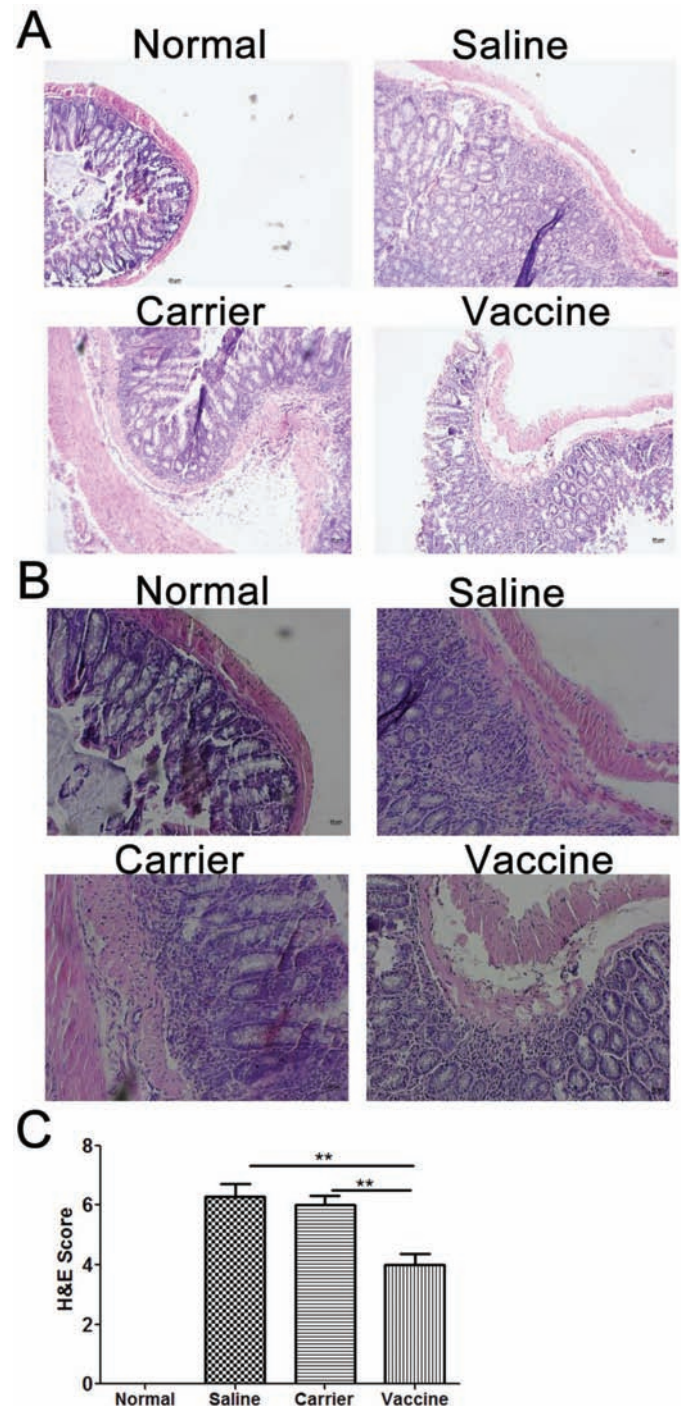 A
Normal Saline
Carrier Vaccine
B
Normal Saline
Carrier Vaccine
C
8
6
4
2
0
H&E Score
**
**
Normal Saline Carrier Vaccine